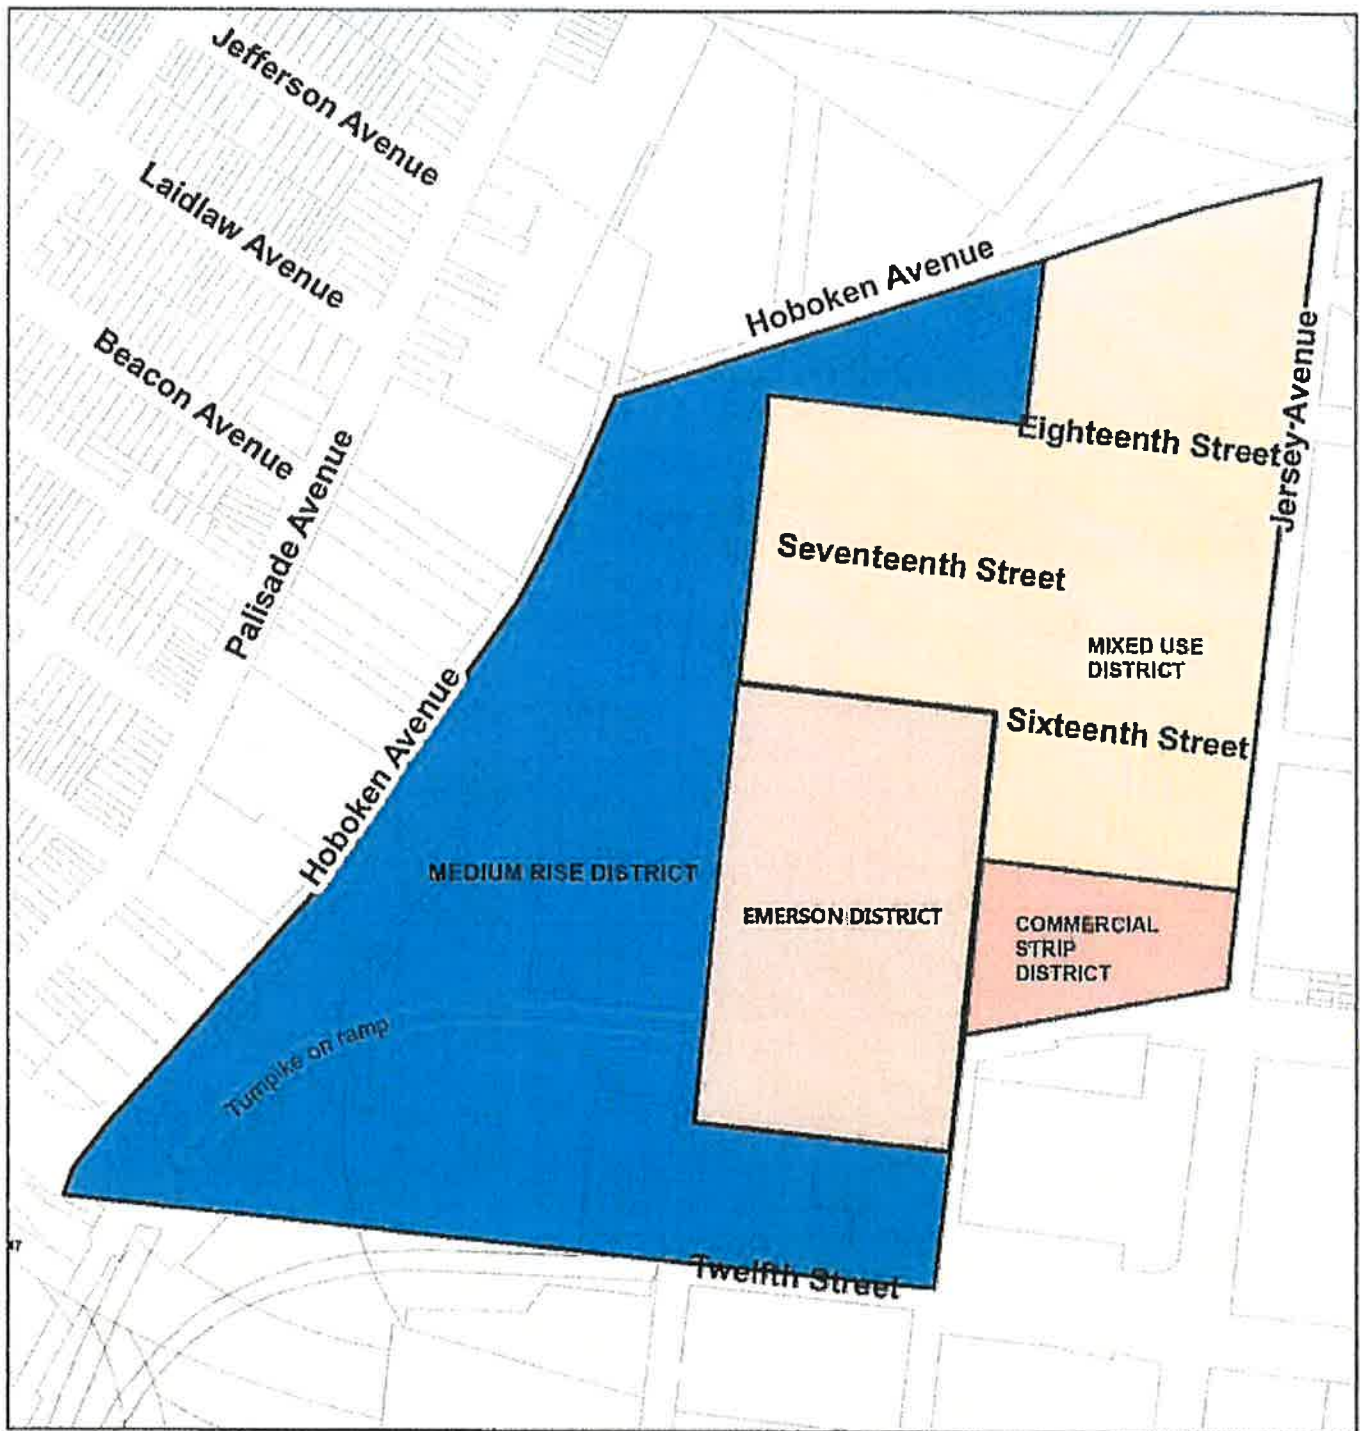 Jefferson Avenue
Laidlaw Avenue
Beacon Avenue
Palisade Avenue
Hoboken Avenue
Hoboken Avenue
Jersey Avenue
Eighteenth Street
Seventeenth Street
MIXED USE
DISTRICT
Sixteenth Street
MEDIUM RISE DISTRICT
EMERSON DISTRICT
COMMERCIAL
STRIP
DISTRICT
Turnpike on ramp
Twelfth Street